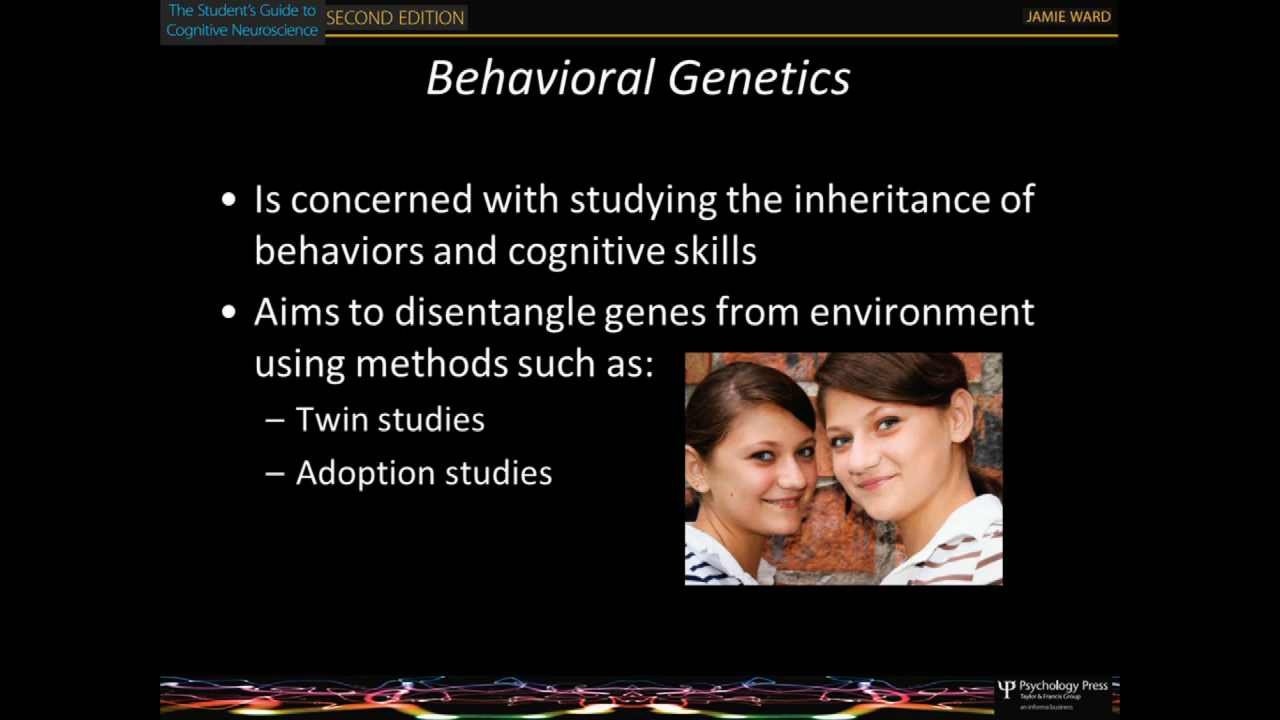 The Student's Guide to
Cognitive Neuroscience
SECOND EDITION
JAMIE WARD
Behavioral Genetics
• Is concerned with studying the inheritance of
behaviors and cognitive skills
• Aims to disentangle genes from environment
using methods such as:
– Twin studies
– Adoption studies
Psychology Press
Taylor & Francis Group
an informa business